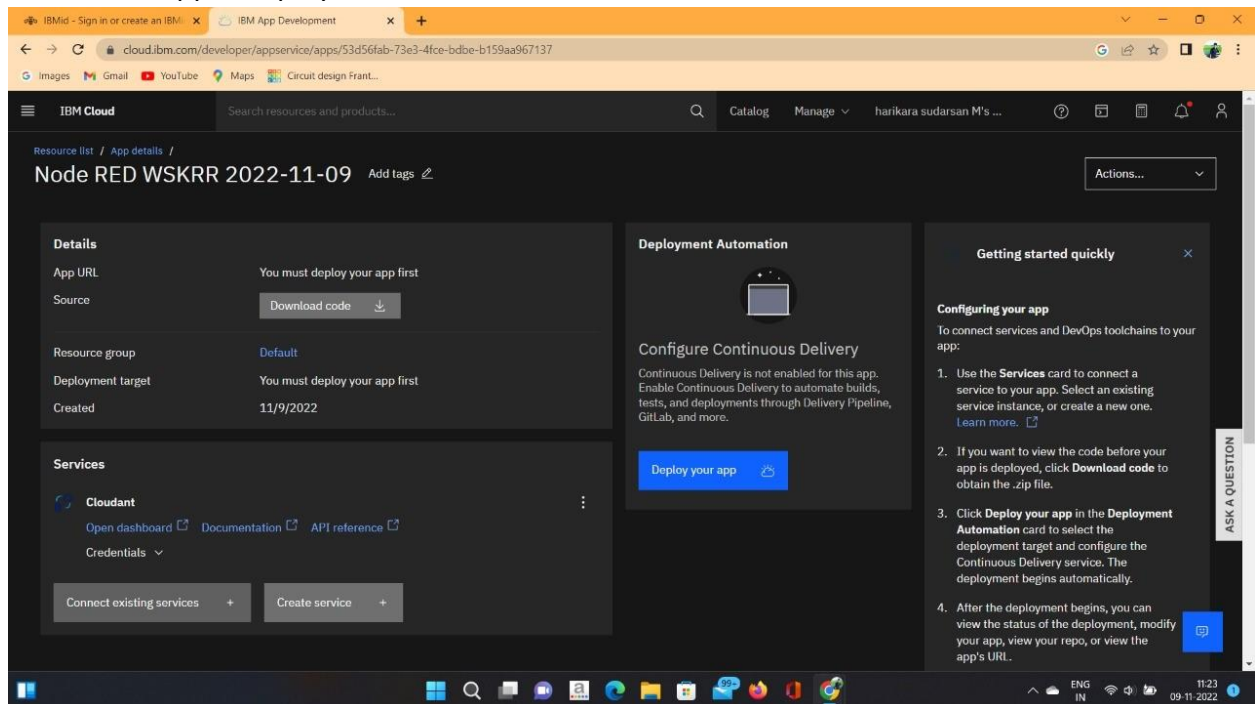 IBMid - Sign in or create an IBM
IBM App Development
cloud.ibm.com/developer/appservice/apps/53d56fab-73e3-4fce-bdbe-b159aa967137
Images Gmail YouTube Maps Circuit design Frant...
IBM Cloud
Search resources and products...
Catalog Manage harikara sudarsan M's ...
Resource list / App details /
Node RED WSKRR 2022-11-09 Add tags
Actions...
Details
App URL You must deploy your app first
Source Download code
Resource group Default
Deployment target You must deploy your app first
Created 11/9/2022
Services
Cloudant
Open dashboard Documentation API reference
Credentials
Connect existing services + Create service +
Deployment Automation
Configure Continuous Delivery
Continuous Delivery is not enabled for this app.
Enable Continuous Delivery to automate builds,
tests, and deployments through Delivery Pipeline,
GitLab, and more.
Deploy your app
Getting started quickly
Configuring your app
To connect services and DevOps toolchains to your
app:
1. Use the Services card to connect a
service to your app. Select an existing
service instance, or create a new one.
Learn more.
2. If you want to view the code before your
app is deployed, click Download code to
obtain the .zip file.
3. Click Deploy your app in the Deployment
Automation card to select the
deployment target and configure the
Continuous Delivery service. The
deployment begins automatically.
4. After the deployment begins, you can
view the status of the deployment, modify
your app, view your repo, or view the
app's URL.
ASK A QUESTION
99+
ENG
IN
11:23
09-11-2022
1